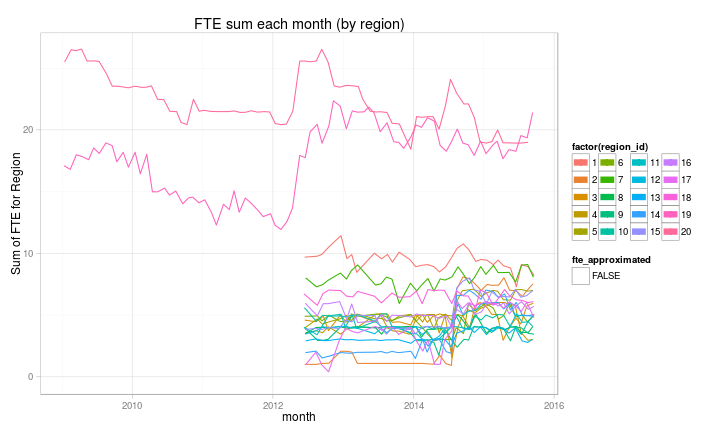 FTE sum each month (by region)
Sum of FTE for Region
20
10
0
2010 2012 2014 2016
month
factor(region_id)
1 6 11 16
2 7 12 17
3 8 13 18
4 9 14 19
5 10 15 20
fte_approximated
FALSE